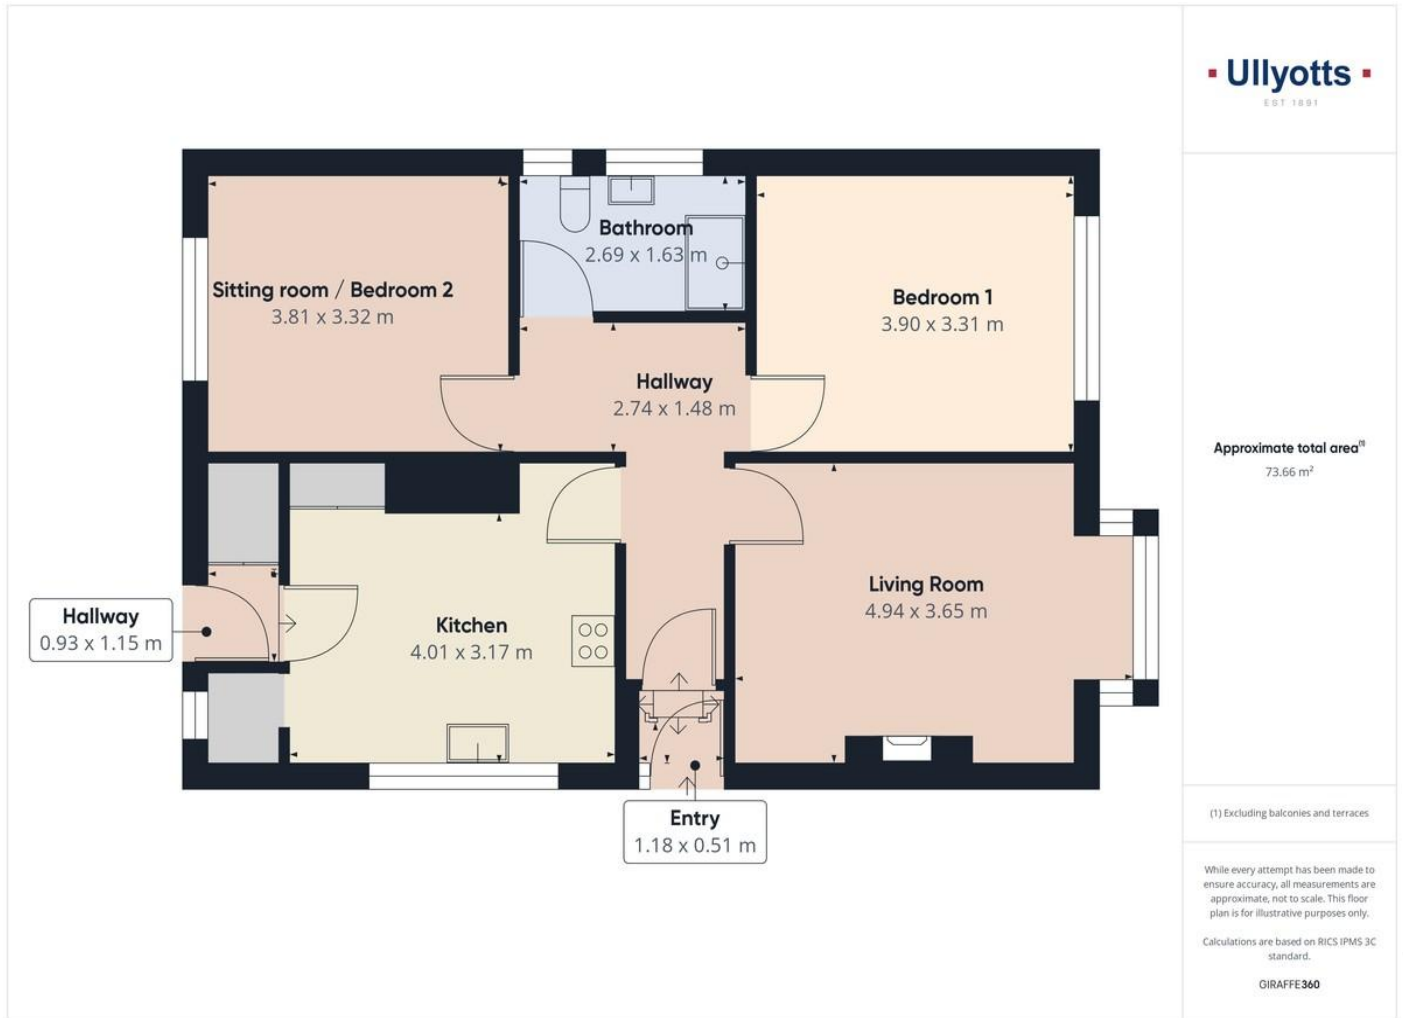 Ullyotts
EST 1891
Bathroom
2.69 x 1.63 m
Sitting room / Bedroom 2
3.81 x 3.32 m
Bedroom 1
3.90 x 3.31 m
Hallway
2.74 x 1.48 m
Approximate total area(1)
73.66 m²
Living Room
4.94 x 3.65 m
Hallway
0.93 x 1.15 m
Kitchen
4.01 x 3.17 m
Entry
1.18 x 0.51 m
(1) Excluding balconies and terraces
While every attempt has been made to
ensure accuracy, all measurements are
approximate, not to scale. This floor
plan is for illustrative purposes only.
Calculations are based on RICS IPMS 3C
standard.
GIRAFFE360